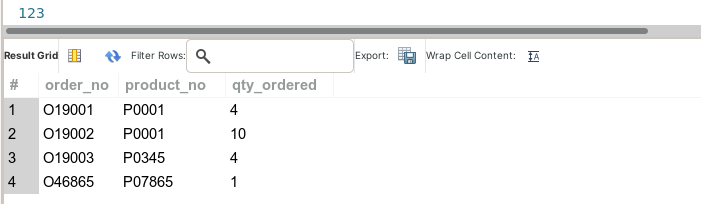 123
Result Grid Filter Rows: Export: Wrap Cell Content: IA
# order_no product_no qty_ordered
1 O19001 P0001 4
2 O19002 P0001 10
3 O19003 P0345 4
4 O46865 P07865 1